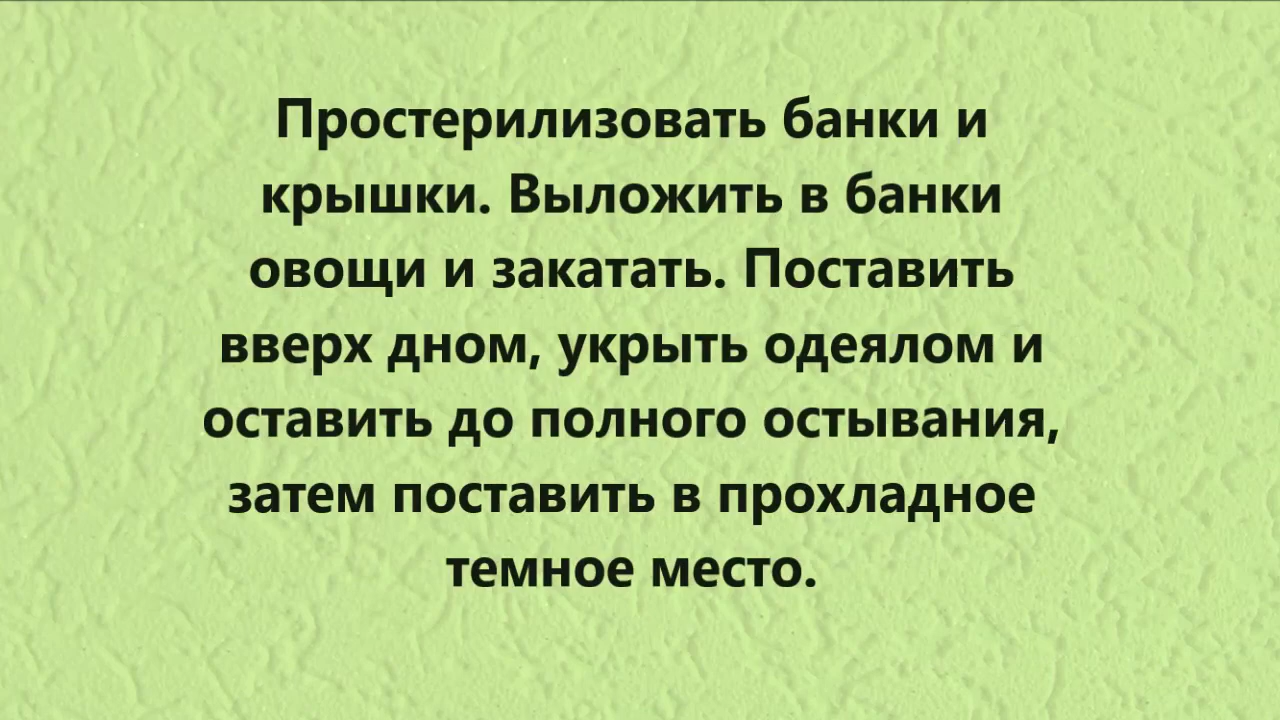 Простерилизовать банки и
крышки. Выложить в банки
овощи и закатать. Поставить
вверх дном, укрыть одеялом и
оставить до полного остывания,
затем поставить в прохладное
темное место.